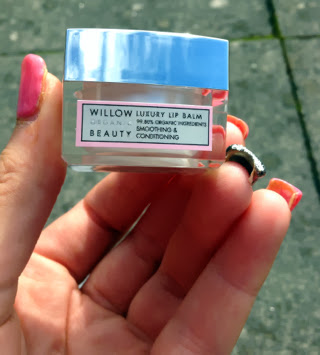 WILLOW
ORGANIC
BEAUTY
LUXURY LIP BALM
99.80% ORGANIC INGREDIENTS
SMOOTHING &
CONDITIONING